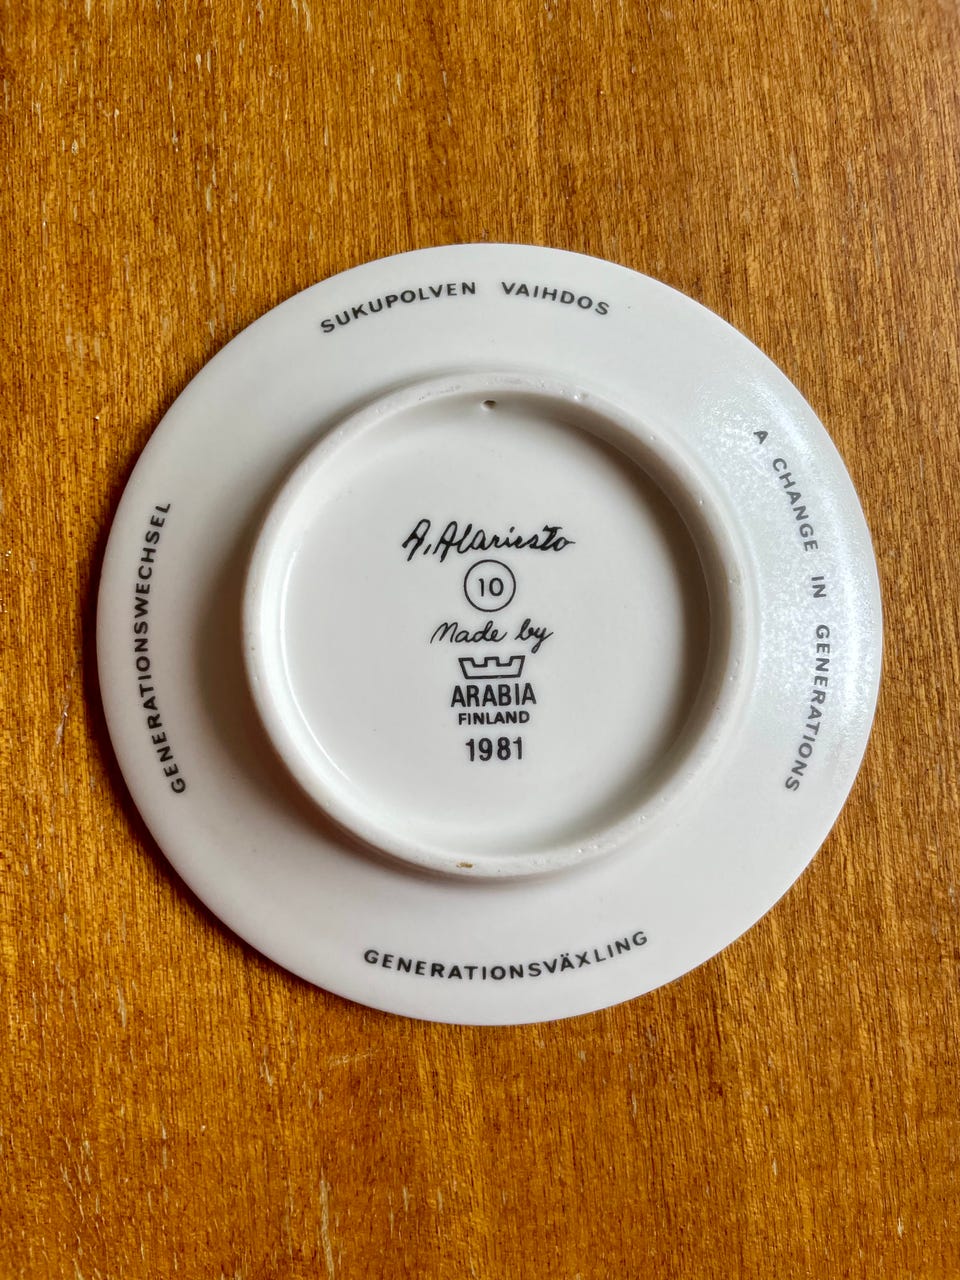 SUKUPOLVEN VAIHDOS
A CHANGE IN GENERATIONS
GENERATIONSVÄXLING
GENERATIONSWECHSEL
A. Alariesto
10
Made by
ARABIA
FINLAND
1981